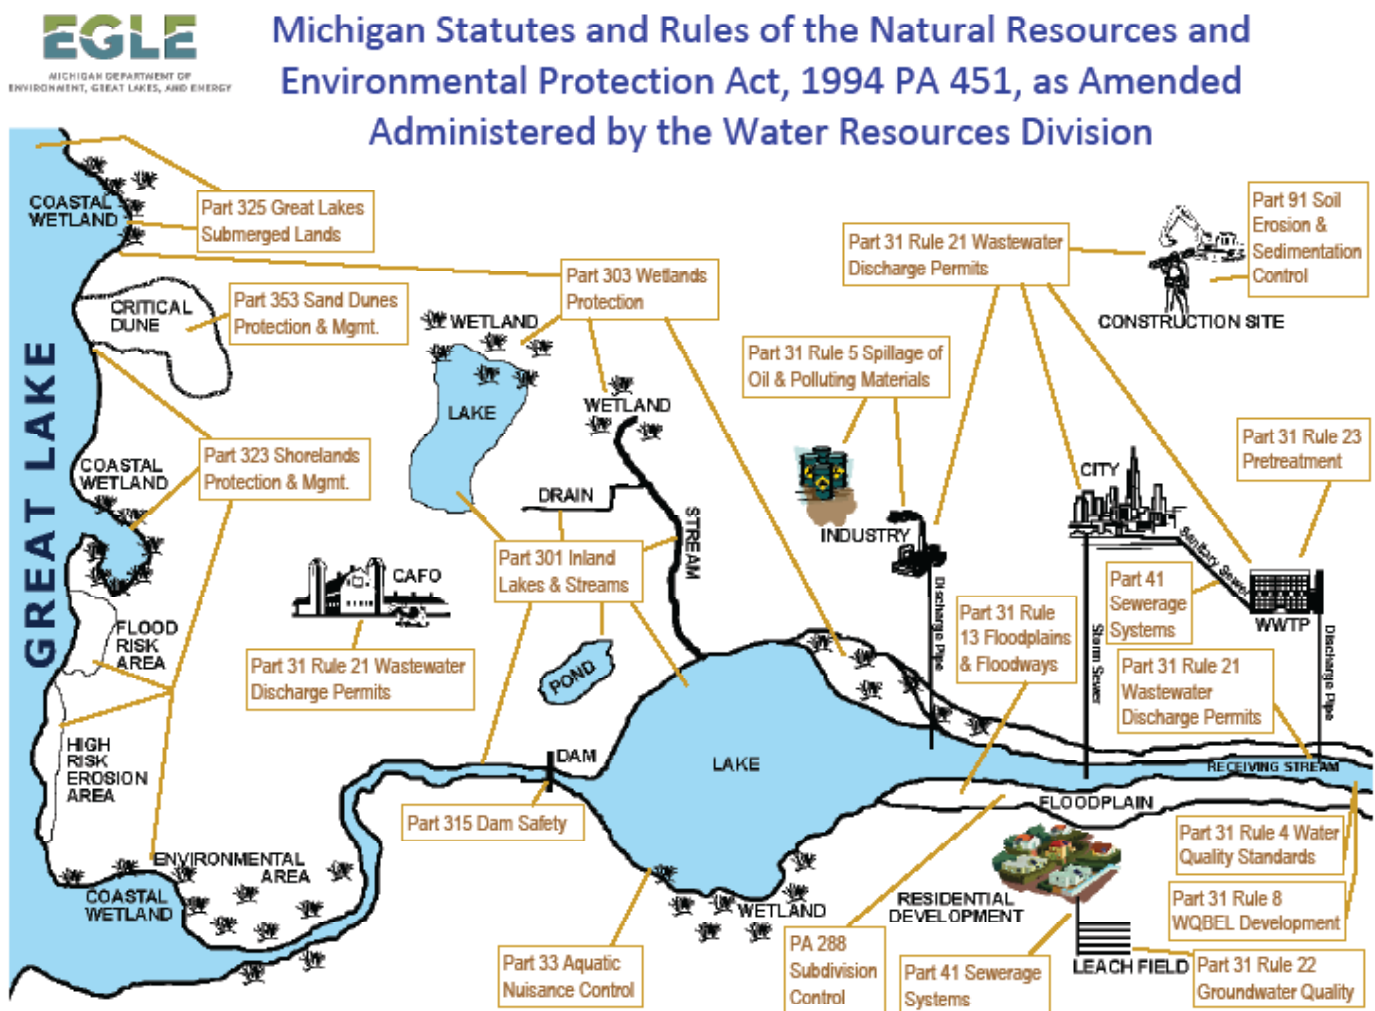 EGLE
MICHIGAN DEPARTMENT OF
ENVIRONMENT, GREAT LAKES, AND ENERGY
Michigan Statutes and Rules of the Natural Resources and
Environmental Protection Act, 1994 PA 451, as Amended
Administered by the Water Resources Division
COASTAL
WETLAND
Part 325 Great Lakes
Submerged Lands
Part 31 Rule 21 Wastewater
Discharge Permits
Part 91 Soil
Erosion &
Sedimentation
Control
CONSTRUCTION SITE
Part 303 Wetlands
Protection
CRITICAL
DUNE
Part 353 Sand Dunes
Protection & Mgmt.
WETLAND
LAKE
WETLAND
Part 31 Rule 5 Spillage of
Oil & Polluting Materials
GREAT LAKE
Part 323 Shorelands
Protection & Mgmt.
COASTAL
WETLAND
DRAIN
STREAM
INDUSTRY
CITY
Part 31 Rule 23
Pretreatment
Sanitary Sewer
Part 301 Inland
Lakes & Streams
CAFO
Discharge Pipe
Part 31 Rule
13 Floodplains
& Floodways
Storm Sewer
Part 41
Sewerage
Systems
WWTP
Discharge Pipe
FLOOD
RISK
AREA
Part 31 Rule 21 Wastewater
Discharge Permits
POND
Part 31 Rule 21
Wastewater
Discharge Permits
HIGH
RISK
EROSION
AREA
DAM
LAKE
RECEIVING STREAM
FLOODPLAIN
Part 315 Dam Safety
Part 31 Rule 4 Water
Quality Standards
ENVIRONMENTAL
AREA
COASTAL
WETLAND
WETLAND
RESIDENTIAL
DEVELOPMENT
Part 31 Rule 8
WQBEL Development
Part 33 Aquatic
Nuisance Control
PA 288
Subdivision
Control
Part 41 Sewerage
Systems
LEACH FIELD
Part 31 Rule 22
Groundwater Quality